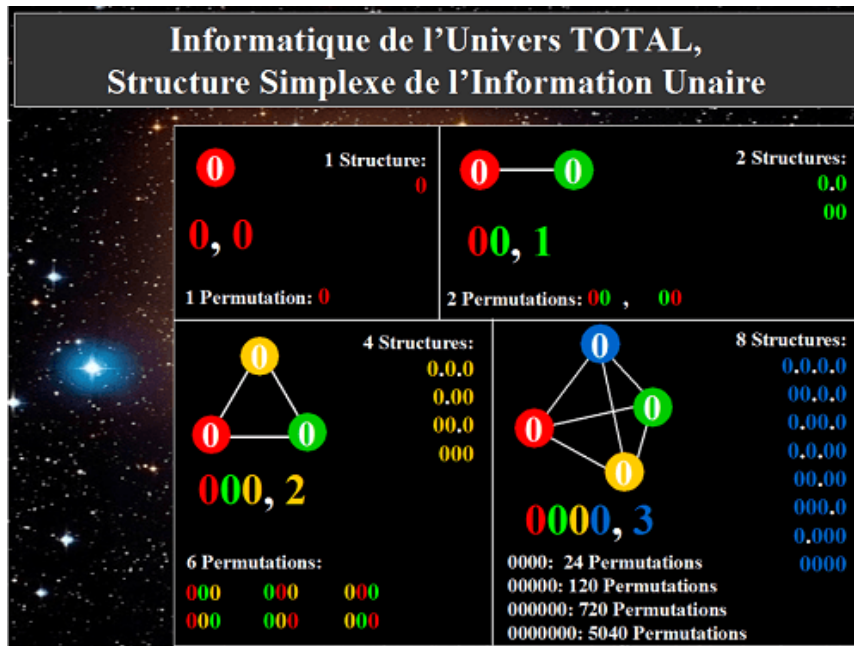 Informatique de l’Univers TOTAL,
Structure Simplexe de l’Information Unaire
0
1 Structure:
0
0, 0
1 Permutation: 0
0 0
2 Structures:
0.0
00
00, 1
2 Permutations: 00 , 00
0
0 0
4 Structures:
0.0.0
0.00
00.0
000
000, 2
6 Permutations:
000 000 000
000 000 000
0
0
0
0
8 Structures:
0.0.0.0
00.0.0
0.00.0
0.0.00
00.00
000.0
0.000
0000
0000, 3
0000: 24 Permutations
00000: 120 Permutations
000000: 720 Permutations
0000000: 5040 Permutations